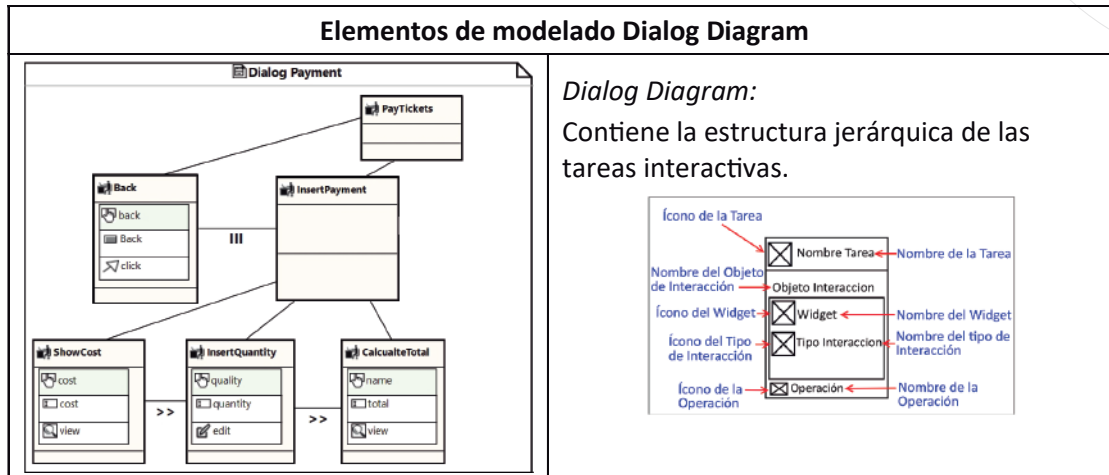 Elementos de modelado Dialog Diagram
Dialog Payment
PayTickets
Back
back
Back
click
III
InsertPayment
ShowCost
cost
cost
view
>>
InsertQuantity
quality
quantity
edit
>>
CalcualteTotal
name
total
view
Dialog Diagram:
Contiene la estructura jerárquica de las
tareas interactivas.
Ícono de la Tarea
Nombre Tarea
Nombre de la Tarea
Nombre del Objeto
de Interacción
Objeto Interaccion
Ícono del Widget
Widget
Nombre del Widget
Ícono del Tipo
de Interacción
Tipo Interaccion
Nombre del tipo de
Interacción
Ícono de la
Operación
Operación
Nombre de la
Operación